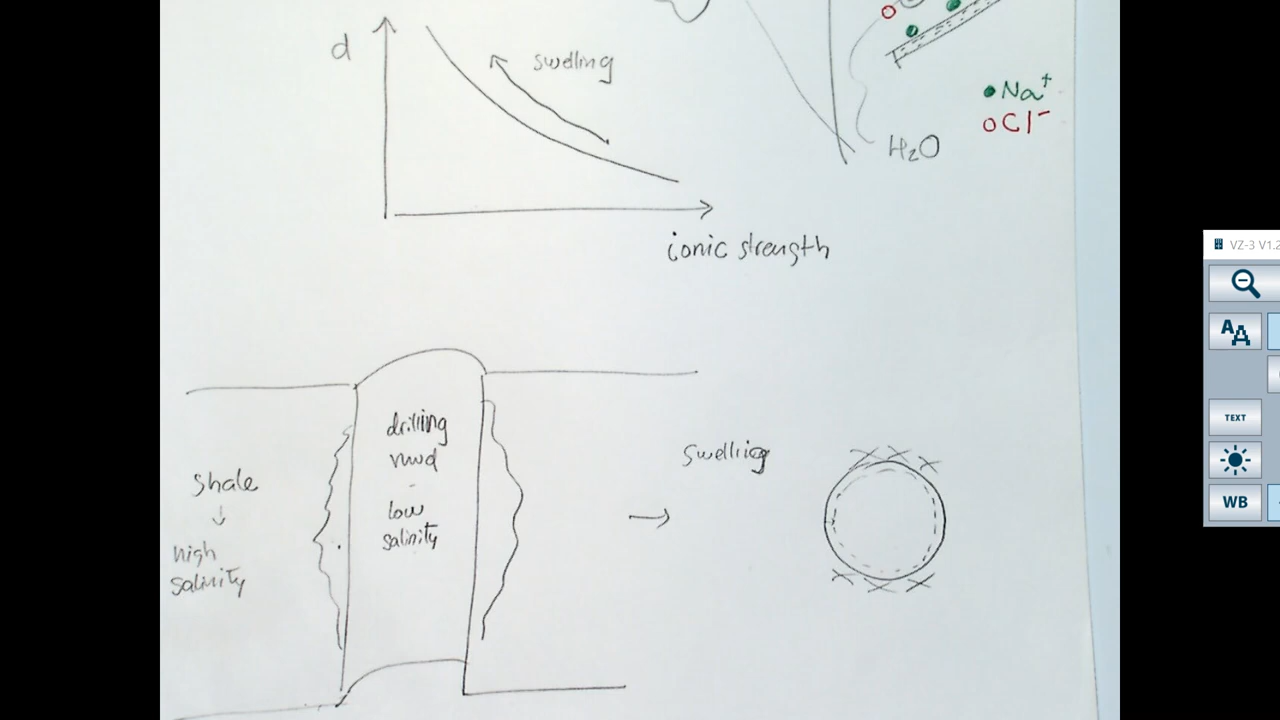 d
swelling
Na⁺
Cl⁻
H₂O
ionic strength
drilling
mud
low
salinity
shale
high
salinity
swelling
VZ-3 V1.2
AA
TEXT
WB